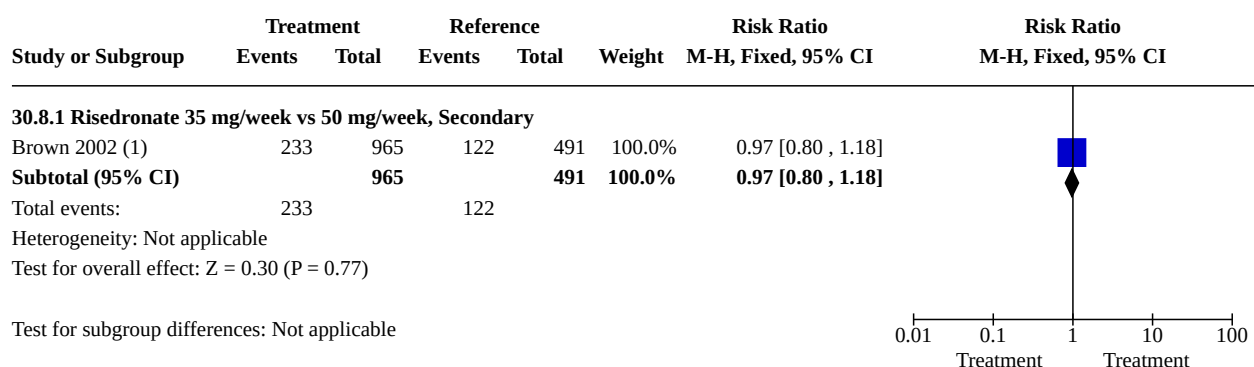 Treatment Reference Risk Ratio Risk Ratio
Study or Subgroup Events Total Events Total Weight M-H, Fixed, 95% CI M-H, Fixed, 95% CI
30.8.1 Risedronate 35 mg/week vs 50 mg/week, Secondary
Brown 2002 (1) 233 965 122 491 100.0% 0.97 [0.80 , 1.18]
Subtotal (95% CI) 965 491 100.0% 0.97 [0.80 , 1.18]
Total events: 233 122
Heterogeneity: Not applicable
Test for overall effect: Z = 0.30 (P = 0.77)
Test for subgroup differences: Not applicable
0.01 0.1 1 10 100
Treatment Treatment